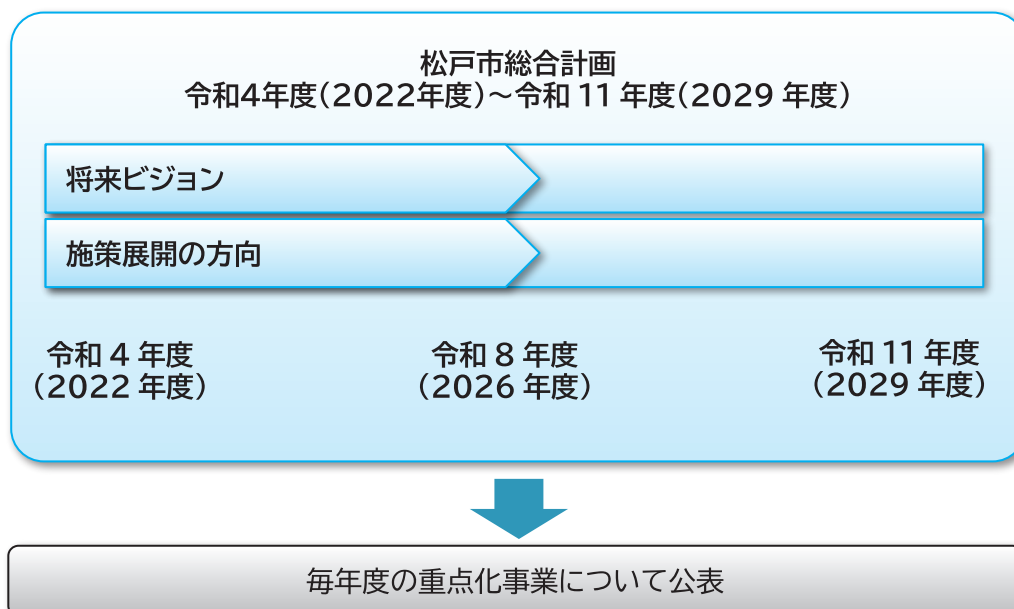 松戸市総合計画
令和4年度(2022年度)~令和 11 年度(2029 年度)
将来ビジョン
施策展開の方向
令和 4 年度
(2022 年度)
令和 8 年度
(2026 年度)
令和 11 年度
(2029 年度)
毎年度の重点化事業について公表